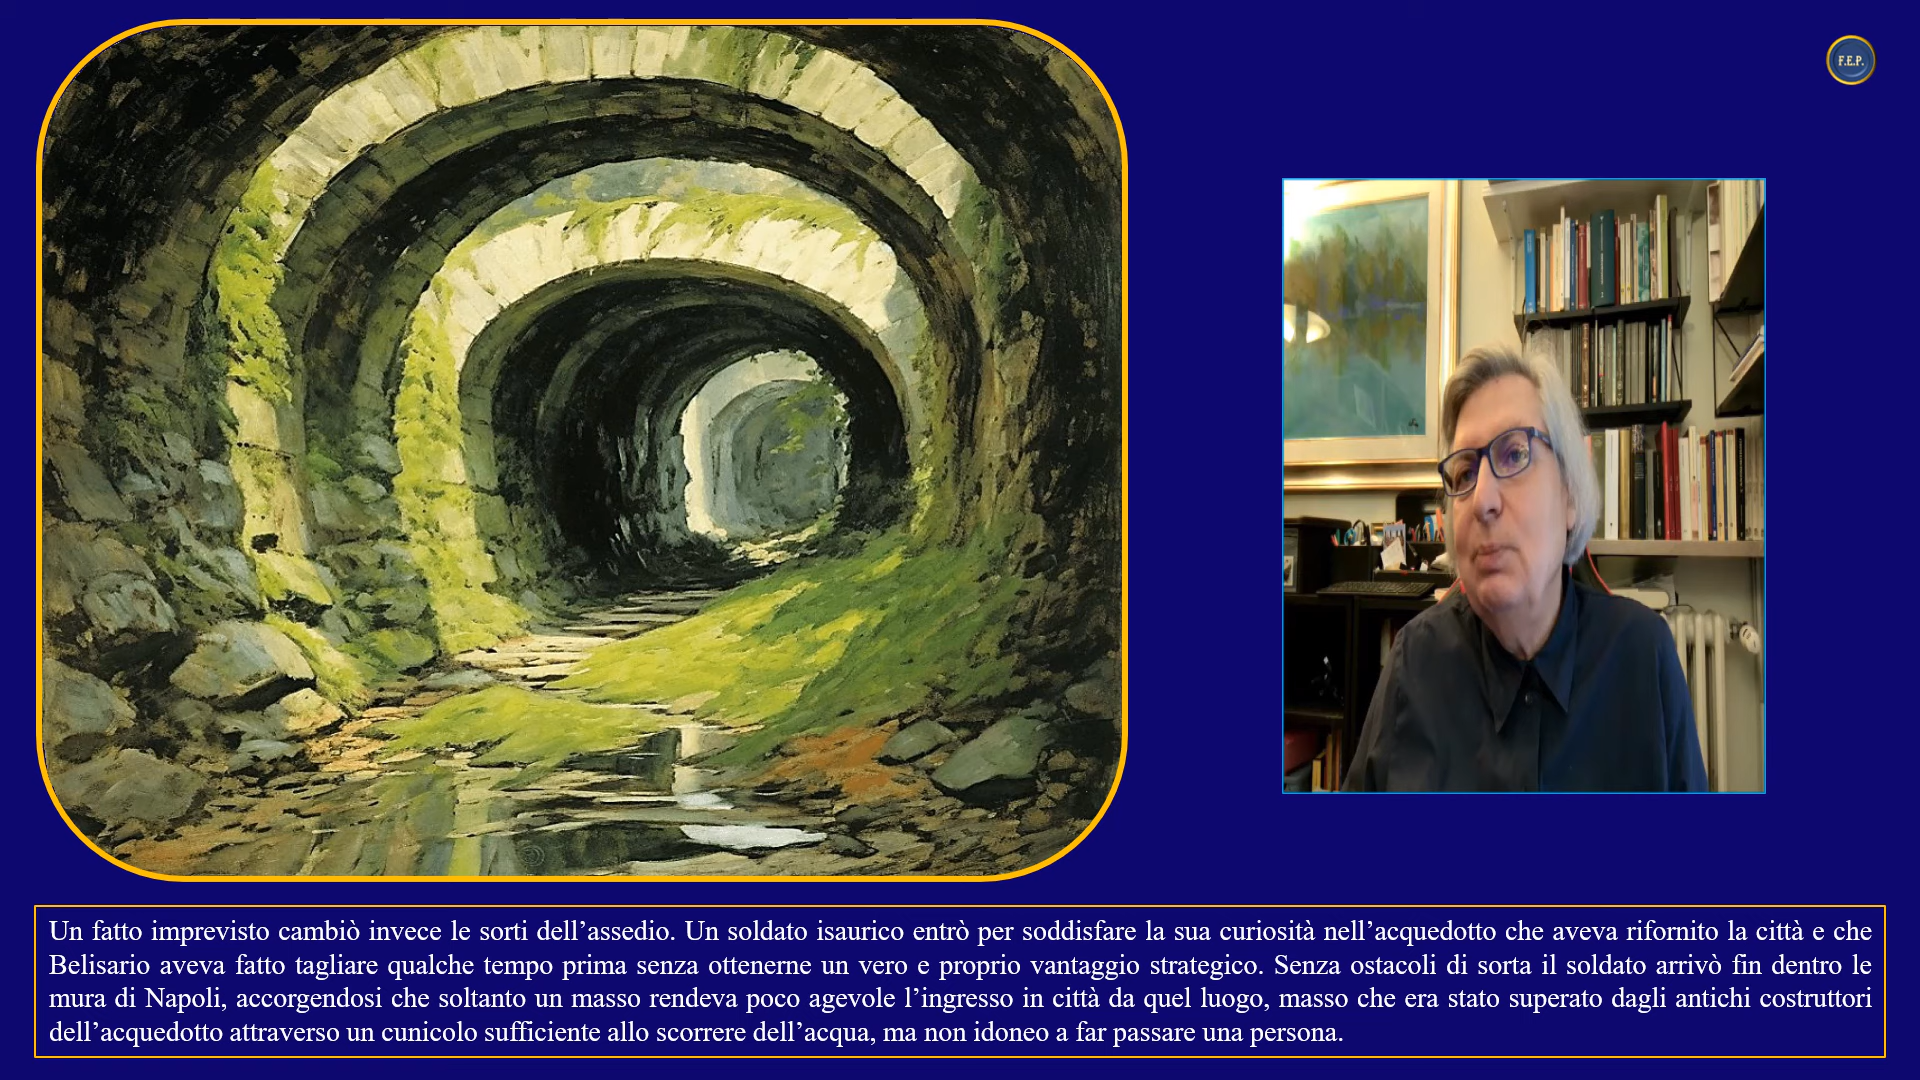 F.E.P.
Un fatto imprevisto cambiò invece le sorti dell’assedio. Un soldato isaurico entrò per soddisfare la sua curiosità nell’acquedotto che aveva rifornito la città e che
Belisario aveva fatto tagliare qualche tempo prima senza ottenerne un vero e proprio vantaggio strategico. Senza ostacoli di sorta il soldato arrivò fin dentro le
mura di Napoli, accorgendosi che soltanto un masso rendeva poco agevole l’ingresso in città da quel luogo, masso che era stato superato dagli antichi costruttori
dell’acquedotto attraverso un cunicolo sufficiente allo scorrere dell’acqua, ma non idoneo a far passare una persona.